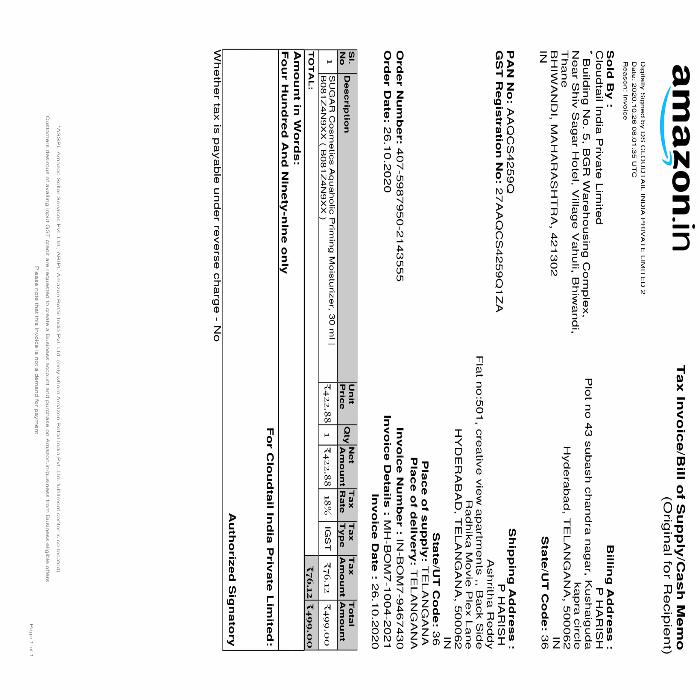 amazon.in
Tax Invoice/Bill of Supply/Cash Memo
(Original for Recipient)
Digitally Signed by DS CLOUDTAIL INDIA PRIVATE LIMITED 2
Date: 2020.10.26 08:01:35 UTC
Reason: Invoice
Sold By :
Cloudtail India Private Limited
* Building No. 5, BGR Warehousing Complex,
Near Shiv Sagar Hotel, Village Vahuli, Bhiwandi,
Thane
BHIWANDI, MAHARASHTRA, 421302
IN
Billing Address :
P HARISH
Plot no 43 subash chandra nagar, Kushaiguda
kapra circle
Hyderabad, TELANGANA, 500062
IN
State/UT Code: 36
PAN No: AAQCS4259Q
GST Registration No: 27AAQCS4259Q1ZA
Shipping Address :
P HARISH
Ashritha Reddy
Flat no:501, creative view apartments ,, Back Side
Radhika Movie Plex Lane
HYDERABAD, TELANGANA, 500062
IN
State/UT Code: 36
Place of supply: TELANGANA
Place of delivery: TELANGANA
Order Number: 407-5987950-2143555
Order Date: 26.10.2020
Invoice Number : IN-BOM7-9467430
Invoice Details : MH-BOM7-1004-2021
Invoice Date : 26.10.2020
Sl. No Description Unit Price Qty Net Amount Tax Rate Tax Type Tax Amount Total Amount
1 SUGAR Cosmetics Aquaholic Priming Moisturizer, 30 ml | ₹422.88 1 ₹422.88 18% IGST ₹76.12 ₹499.00
B081Z4N9XX ( B081Z4N9XX )
TOTAL: ₹76.12 ₹499.00
Amount in Words:
Four Hundred And Ninety-nine only
For Cloudtail India Private Limited:
Authorized Signatory
Whether tax is payable under reverse charge - No
Please note that this invoice is not a demand for payment
Page 1 of 1